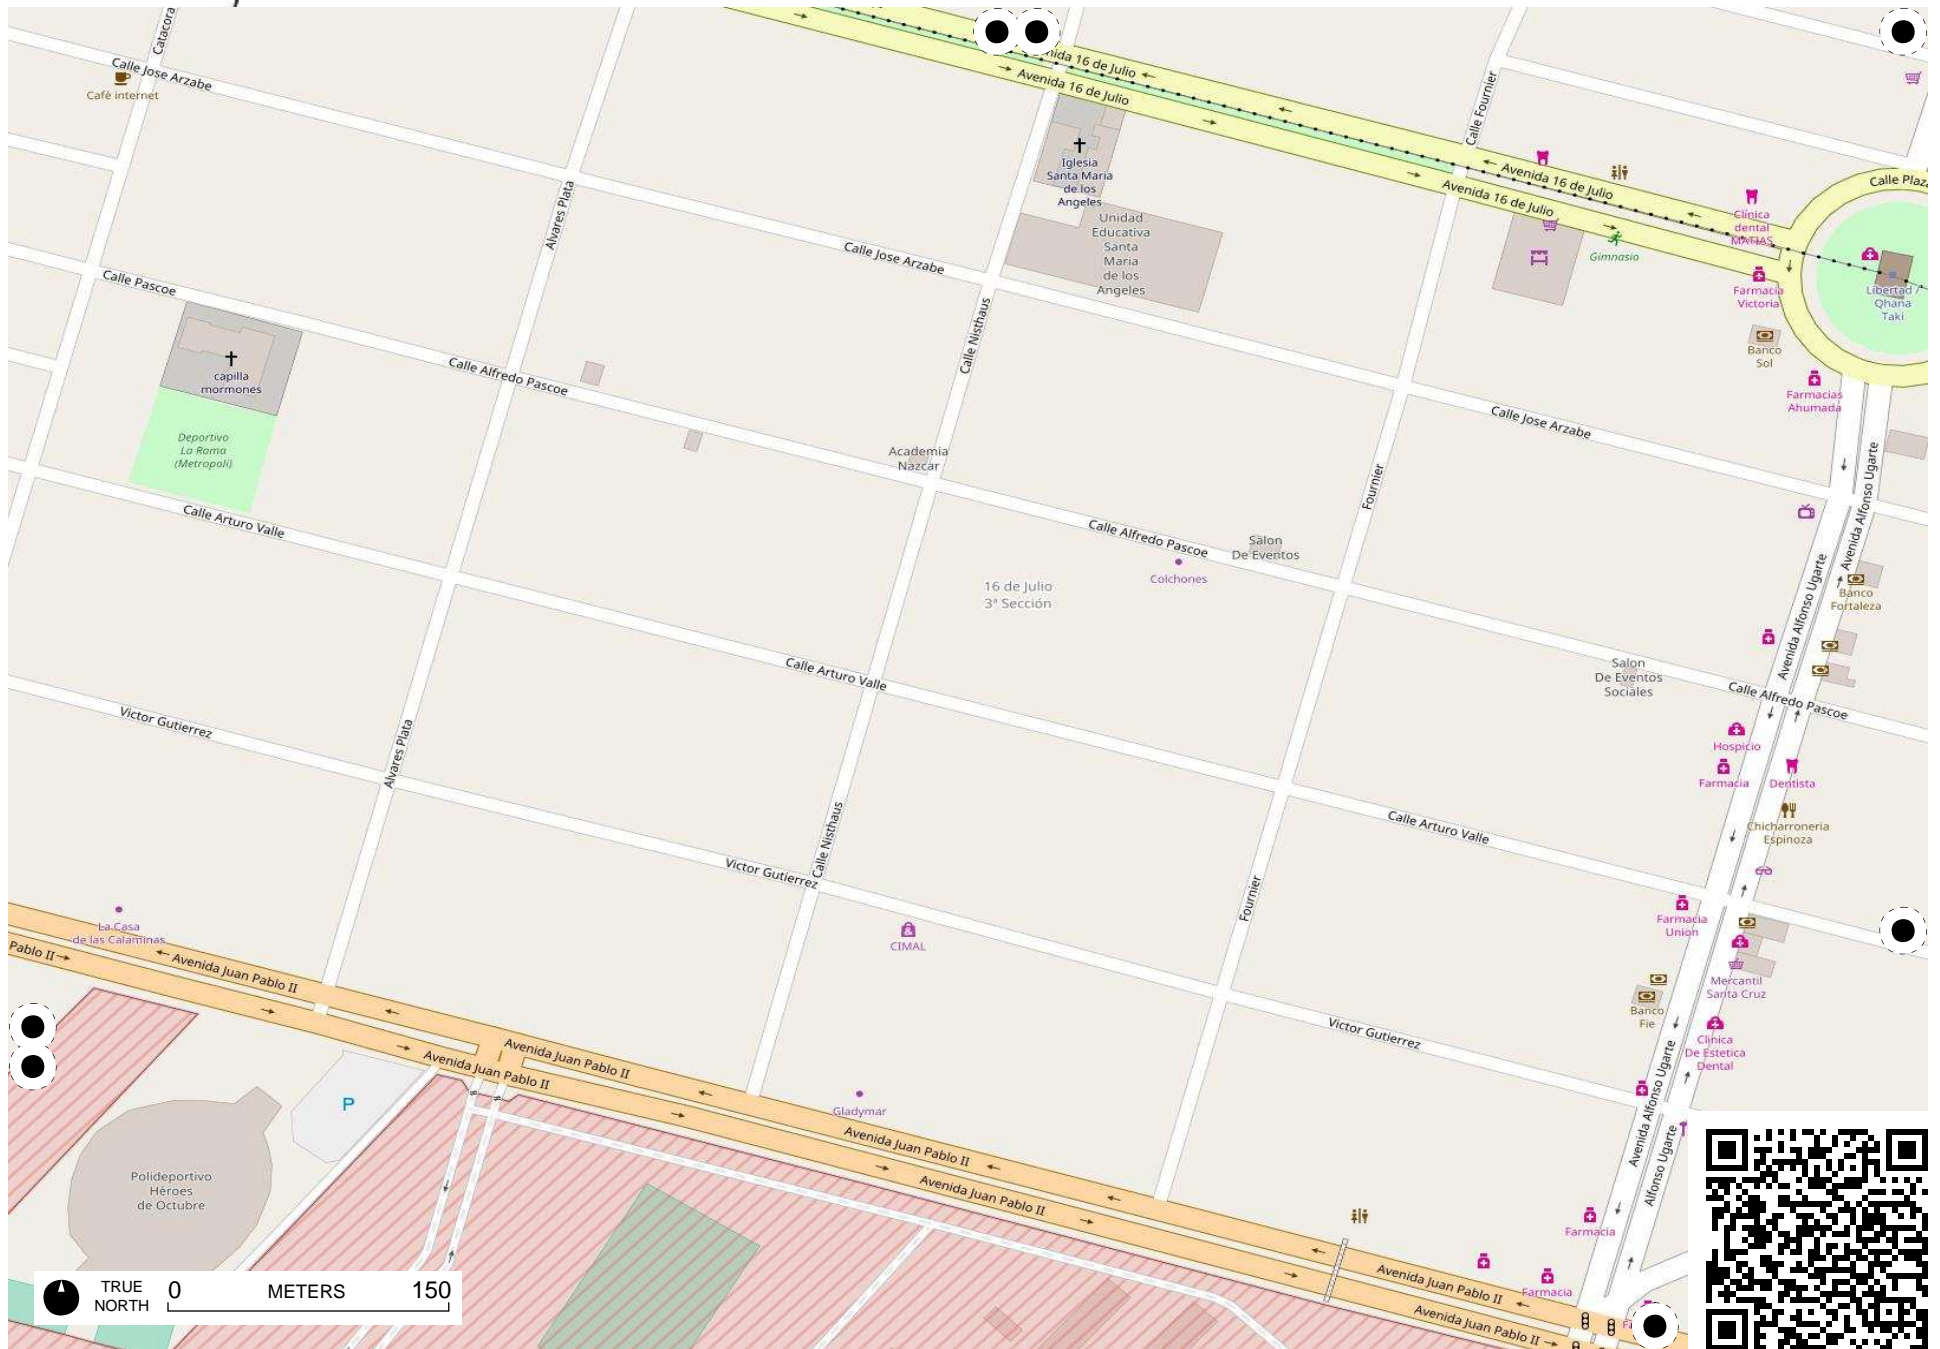 Catacora
Calle Jose Arzabe
Café internet
Avenida 16 de Julio
Avenida 16 de Julio
Calle Fournier
Iglesia
Santa Maria
de los
Angeles
Unidad
Educativa
Santa
Maria
de los
Angeles
Avenida 16 de Julio
Avenida 16 de Julio
Clínica
dental
MATIAS
Gimnasio
Calle Plaza
Farmacia
Victoria
Libertad /
Qhana
Taki
Banco
Sol
Farmacias
Ahumada
Alvares Plata
Calle Jose Arzabe
Calle Pascoe
Calle Nisthaus
capilla
mormones
Calle Alfredo Pascoe
Deportivo
La Rama
(Metropoli)
Calle Jose Arzabe
Academia
Nazcar
Fournier
Avenida Alfonso Ugarte
Calle Arturo Valle
Calle Alfredo Pascoe
Salon
De Eventos
Colchones
16 de Julio
3ª Sección
Avenida Alfonso Ugarte
Banco
Fortaleza
Calle Arturo Valle
Salon
De Eventos
Sociales
Calle Alfredo Pascoe
Victor Gutierrez
Alvares Plata
Hospicio
Farmacia
Dentista
Chicharroneria
Espinoza
Calle Nisthaus
Calle Arturo Valle
Victor Gutierrez
Fournier
La Casa
de las Calaminas
CIMAL
Farmacia
Union
Pablo II
Avenida Juan Pablo II
Mercantil
Santa Cruz
Banco
Fie
Victor Gutierrez
Clinica
De Estetica
Dental
Avenida Juan Pablo II
Avenida Juan Pablo II
P
Gladymar
Avenida Alfonso Ugarte
Alfonso Ugarte
Avenida Juan Pablo II
Avenida Juan Pablo II
Polideportivo
Héroes
de Octubre
Farmacia
Farmacia
Avenida Juan Pablo II
Avenida Juan Pablo II
TRUE
NORTH
0 METERS 150